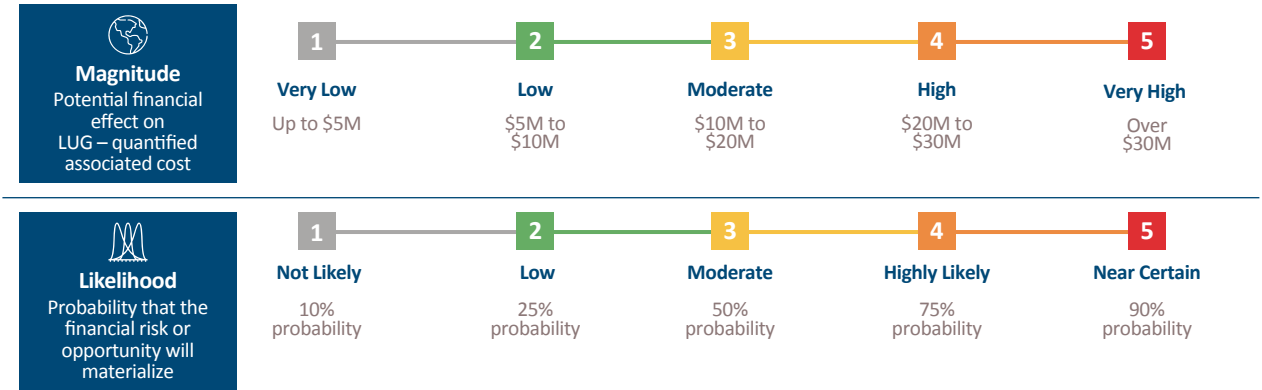 Magnitude
Potential financial
effect on
LUG – quantified
associated cost
1
2
3
4
5
Very Low
Low
Moderate
High
Very High
Up to $5M
$5M to
$10M
$10M to
$20M
$20M to
$30M
Over
$30M
Likelihood
Probability that the
financial risk or
opportunity will
materialize
1
2
3
4
5
Not Likely
Low
Moderate
Highly Likely
Near Certain
10%
probability
25%
probability
50%
probability
75%
probability
90%
probability